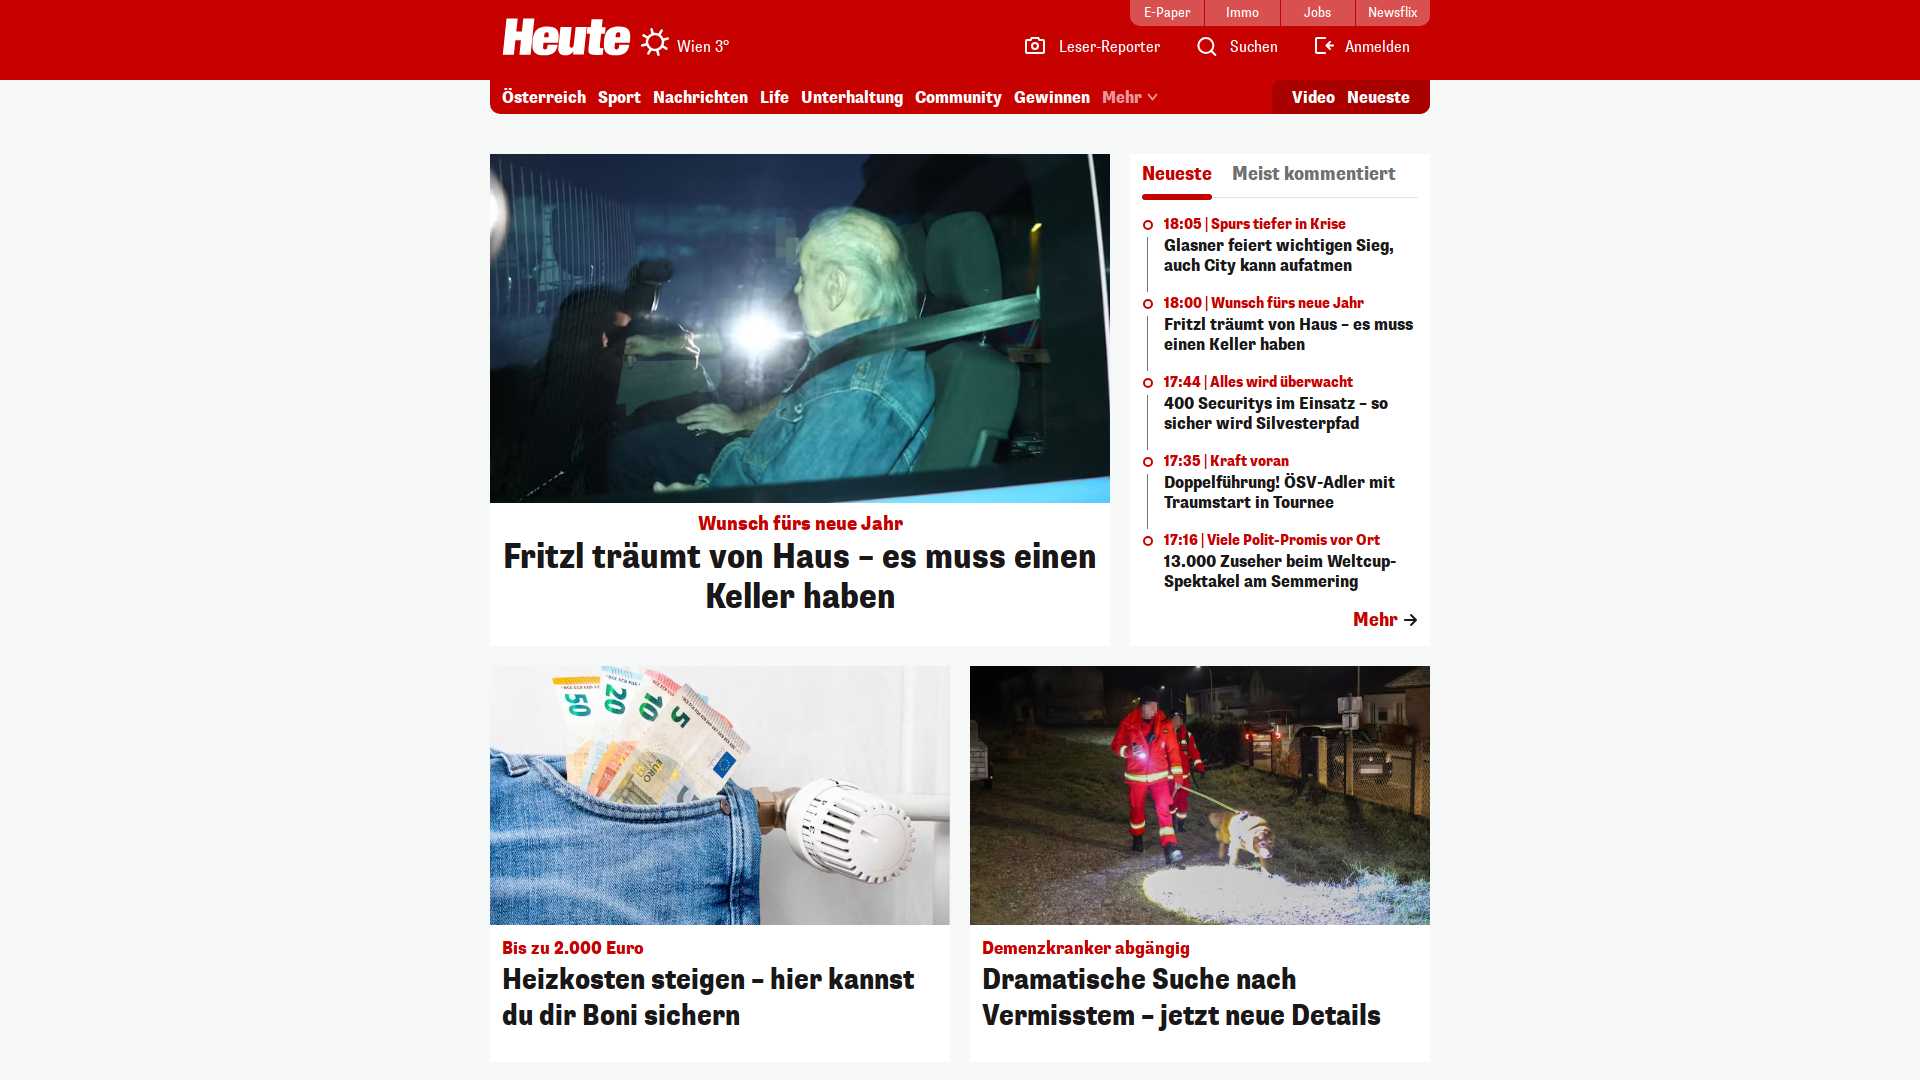 E-Paper
Immo
Jobs
Newsflix
Heute
Wien 3°
Leser-Reporter
Suchen
Anmelden
Österreich
Sport
Nachrichten
Life
Unterhaltung
Community
Gewinnen
Mehr
Video
Neueste
Wunsch fürs neue Jahr
Fritzl träumt von Haus – es muss einen
Keller haben
Neueste
Meist kommentiert
18:05 | Spurs tiefer in Krise
Glasner feiert wichtigen Sieg,
auch City kann aufatmen
18:00 | Wunsch fürs neue Jahr
Fritzl träumt von Haus – es muss
einen Keller haben
17:44 | Alles wird überwacht
400 Securitys im Einsatz – so
sicher wird Silvesterpfad
17:35 | Kraft voran
Doppelführung! ÖSV-Adler mit
Traumstart in Tournee
17:16 | Viele Polit-Promis vor Ort
13.000 Zuseher beim Weltcup-
Spektakel am Semmering
Mehr
50
20
10
5
EURO
Bis zu 2.000 Euro
Heizkosten steigen – hier kannst
du dir Boni sichern
Demenzkranker abgängig
Dramatische Suche nach
Vermisstem – jetzt neue Details